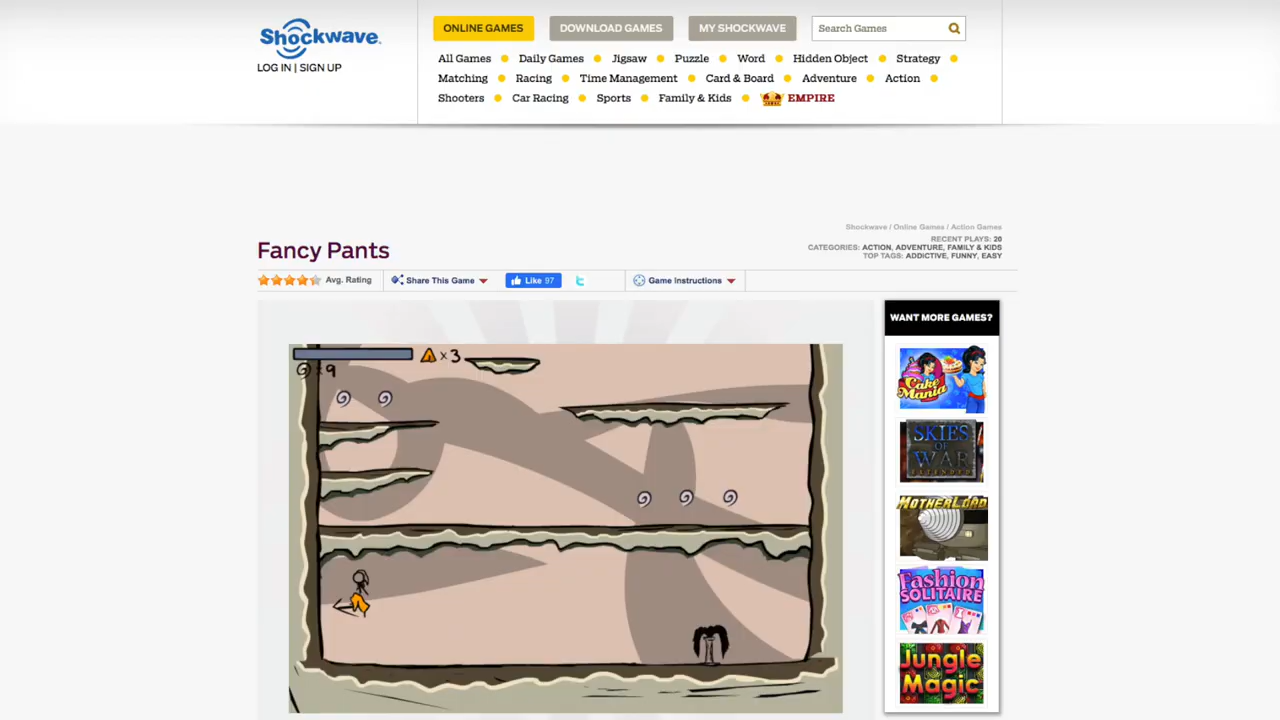 Shockwave.
LOG IN | SIGN UP
ONLINE GAMES
DOWNLOAD GAMES
MY SHOCKWAVE
Search Games
All Games Daily Games Jigsaw Puzzle Word Hidden Object Strategy
Matching Racing Time Management Card & Board Adventure Action
Shooters Car Racing Sports Family & Kids EMPIRE
Shockwave / Online Games / Action Games
RECENT PLAYS: 20
CATEGORIES: ACTION, ADVENTURE, FAMILY & KIDS
TOP TAGS: ADDICTIVE, FUNNY, EASY
Fancy Pants
Avg. Rating
Share This Game
Like 97
Game Instructions
x 3
x 9
WANT MORE GAMES?
Cake Mania
SKIES OF WAR EXTENDED
MOTHERLOAD
Fashion SOLITAIRE
Jungle Magic